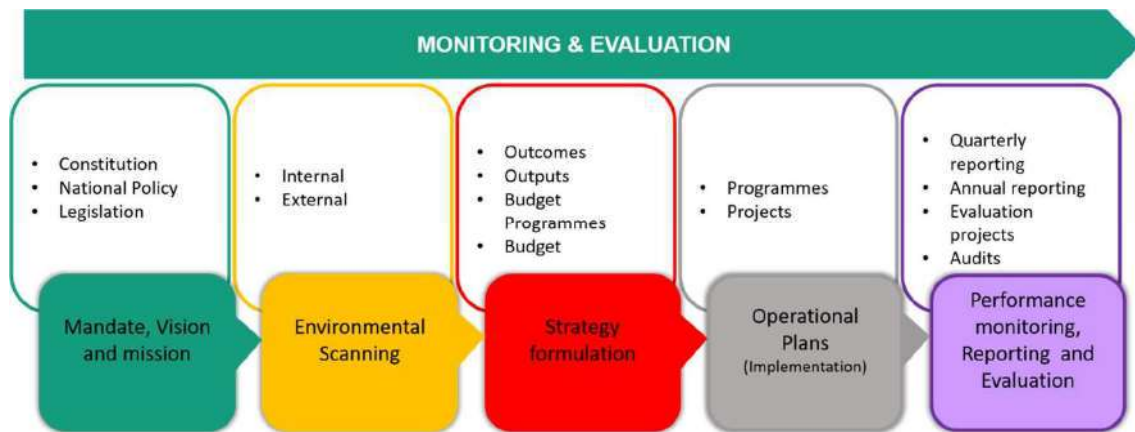 MONITORING & EVALUATION
• Constitution
• National Policy
• Legislation
Mandate, Vision
and mission
• Internal
• External
Environmental
Scanning
• Outcomes
• Outputs
• Budget
Programmes
• Budget
Strategy
formulation
• Programmes
• Projects
Operational
Plans
(Implementation)
• Quarterly
reporting
• Annual reporting
• Evaluation
projects
• Audits
Performance
monitoring,
Reporting and
Evaluation